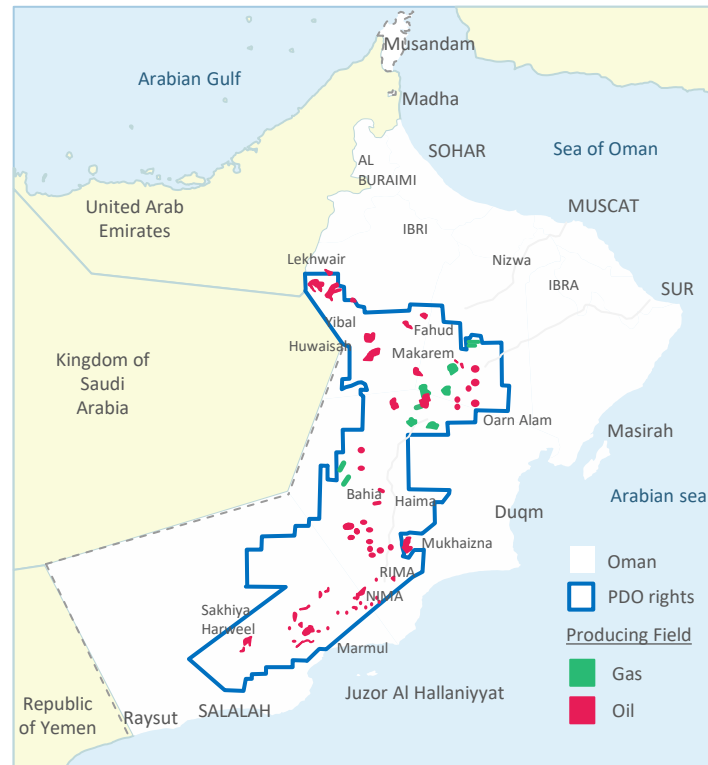 Musandam
Arabian Gulf
Madha
SOHAR
Sea of Oman
AL
BURAIMI
MUSCAT
United Arab
Emirates
IBRI
Nizwa
Lekhwair
IBRA
SUR
Yibal
Fahud
Huwaisah
Makarem
Kingdom of
Saudi
Arabia
Oarn Alam
Masirah
Bahia
Haima
Arabian sea
Duqm
Mukhaizna
Oman
RIMA
NIMA
PDO rights
Sakhiya
Harweel
Producing Field
Marmul
Gas
Juzor Al Hallaniyyat
Republic
of Yemen
Raysut
SALALAH
Oil